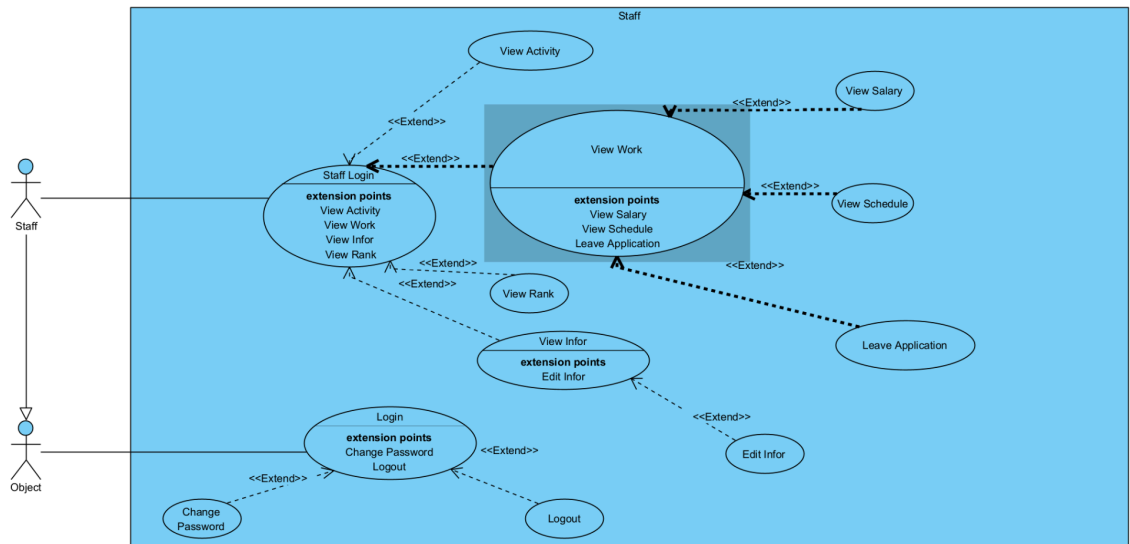 Staff
View Activity
<<Extend>>
View Salary
<<Extend>>
View Work
extension points
View Salary
View Schedule
Leave Application
<<Extend>>
<<Extend>>
View Schedule
Staff Login
extension points
View Activity
View Work
View Infor
View Rank
Staff
<<Extend>>
<<Extend>>
<<Extend>>
View Rank
View Infor
extension points
Edit Infor
Leave Application
<<Extend>>
Edit Infor
Login
extension points
Change Password
Logout
<<Extend>>
<<Extend>>
Object
Change
Password
Logout